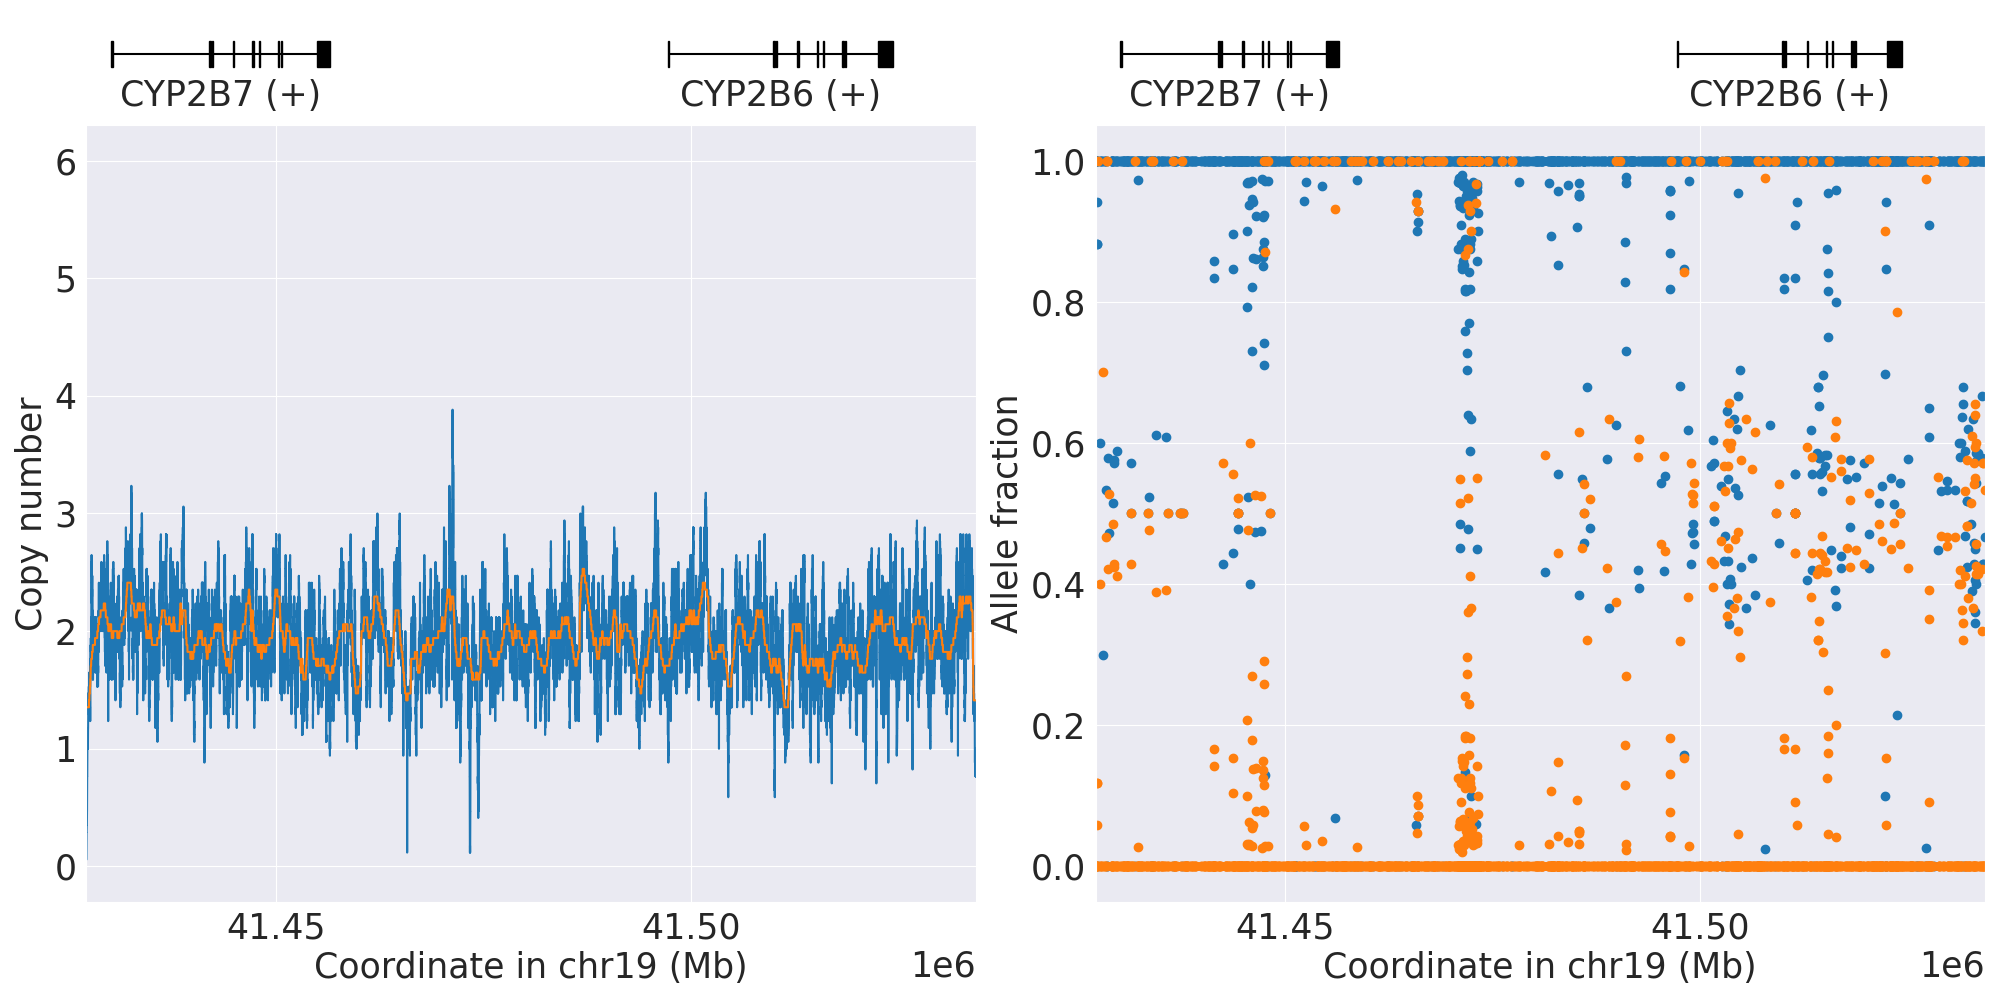 CYP2B7 (+) CYP2B6 (+)
6
5
4
3
2
1
0
Copy number
41.45 41.50
Coordinate in chr19 (Mb) 1e6
CYP2B7 (+) CYP2B6 (+)
1.0
0.8
0.6
0.4
0.2
0.0
Allele fraction
41.45 41.50
Coordinate in chr19 (Mb) 1e6